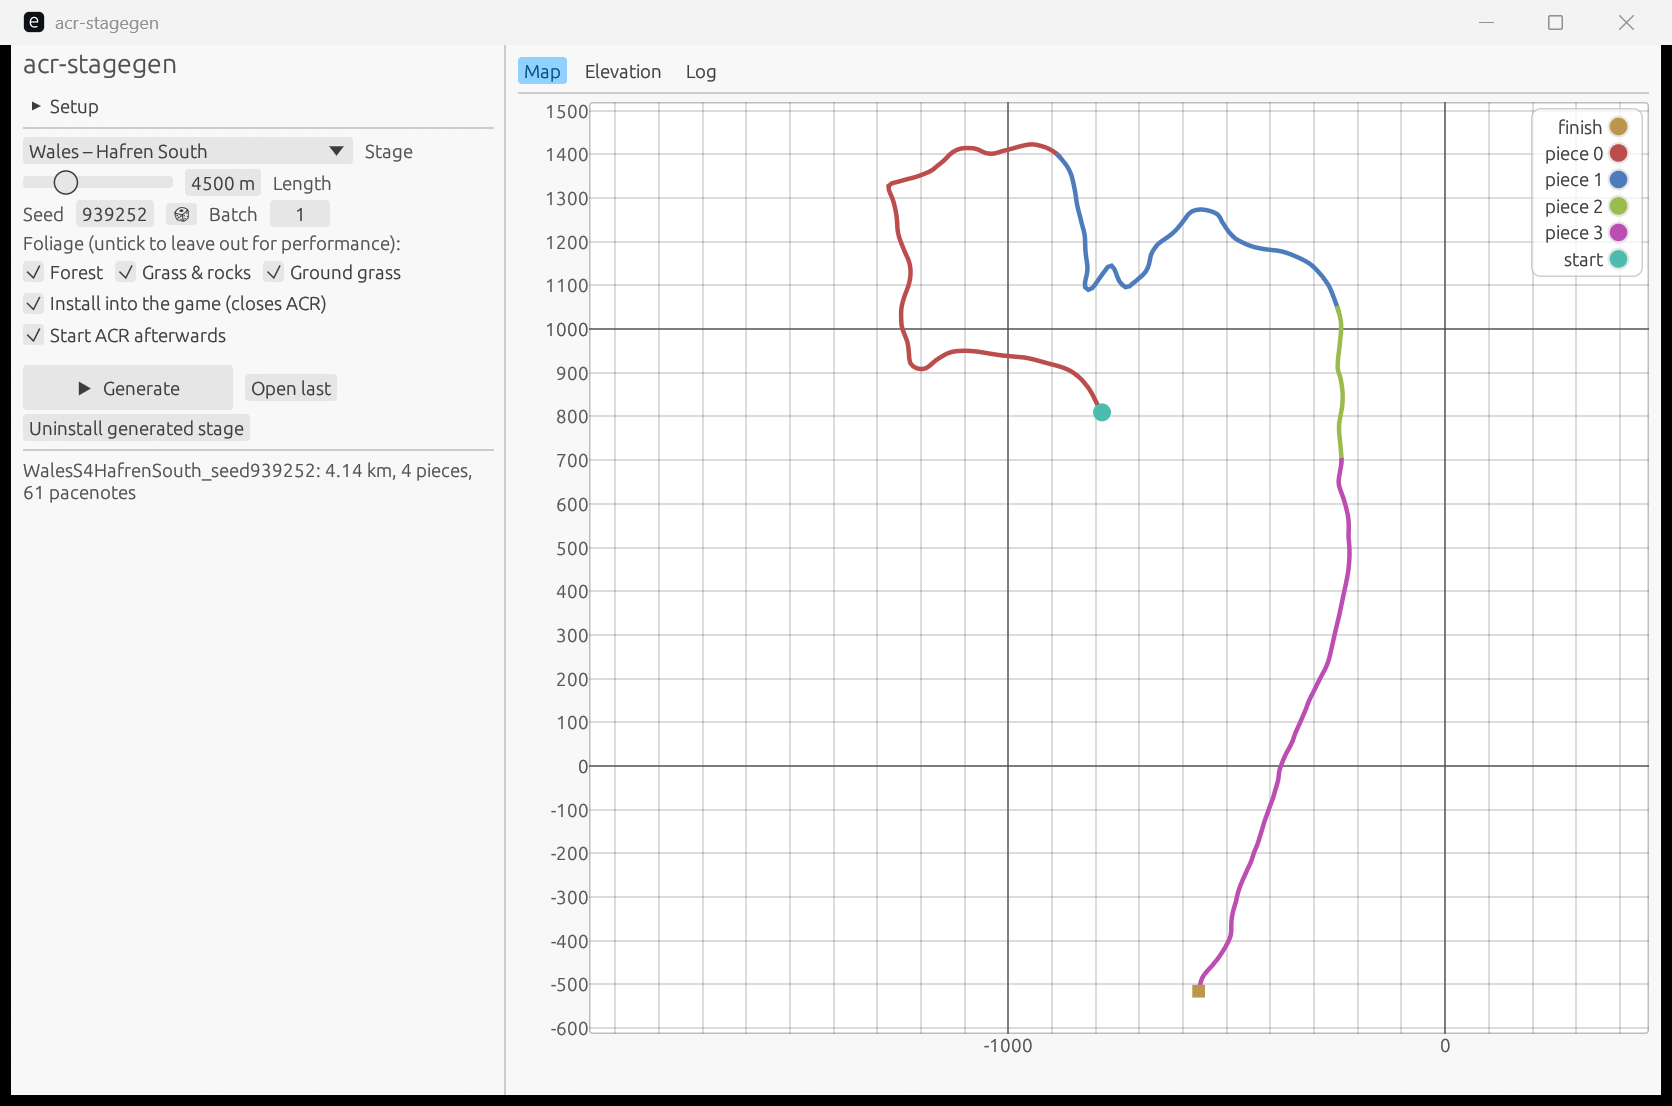 acr-stagegen
acr-stagegen
Setup
Wales – Hafren South Stage
4500 m Length
Seed 939252 Batch 1
Foliage (untick to leave out for performance):
Forest Grass & rocks Ground grass
Install into the game (closes ACR)
Start ACR afterwards
Generate Open last
Uninstall generated stage
WalesS4HafrenSouth_seed939252: 4.14 km, 4 pieces,
61 pacenotes
Map Elevation Log
1500
1400
1300
1200
1100
1000
900
800
700
600
500
400
300
200
100
0
-100
-200
-300
-400
-500
-600
-1000 0
finish
piece 0
piece 1
piece 2
piece 3
start